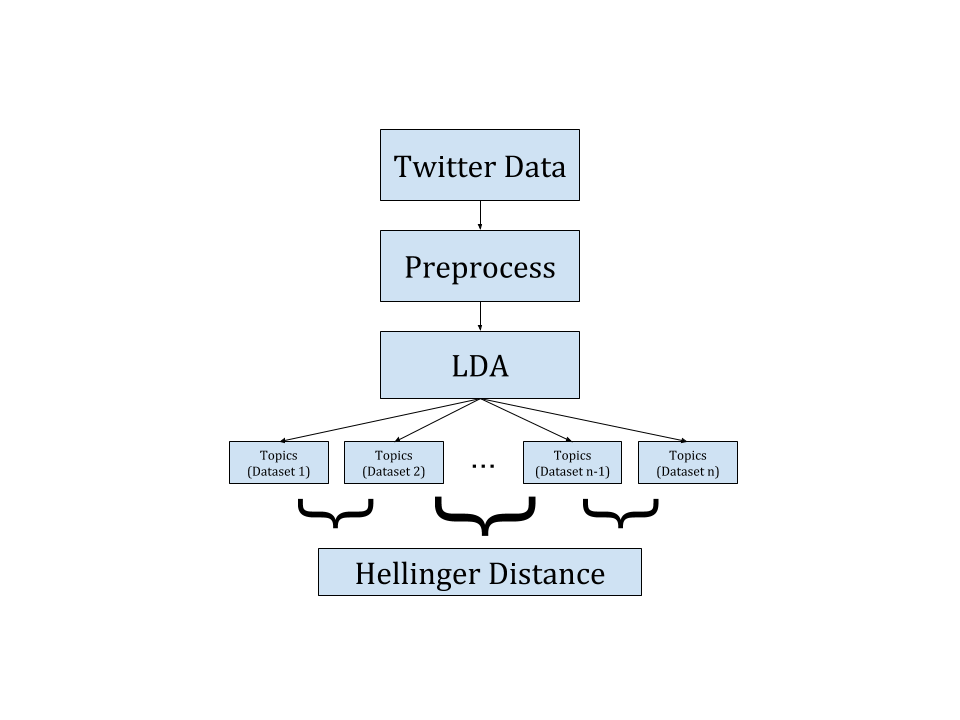 Twitter Data
Preprocess
LDA
Topics
(Dataset 1)
Topics
(Dataset 2)
...
Topics
(Dataset n-1)
Topics
(Dataset n)
Hellinger Distance